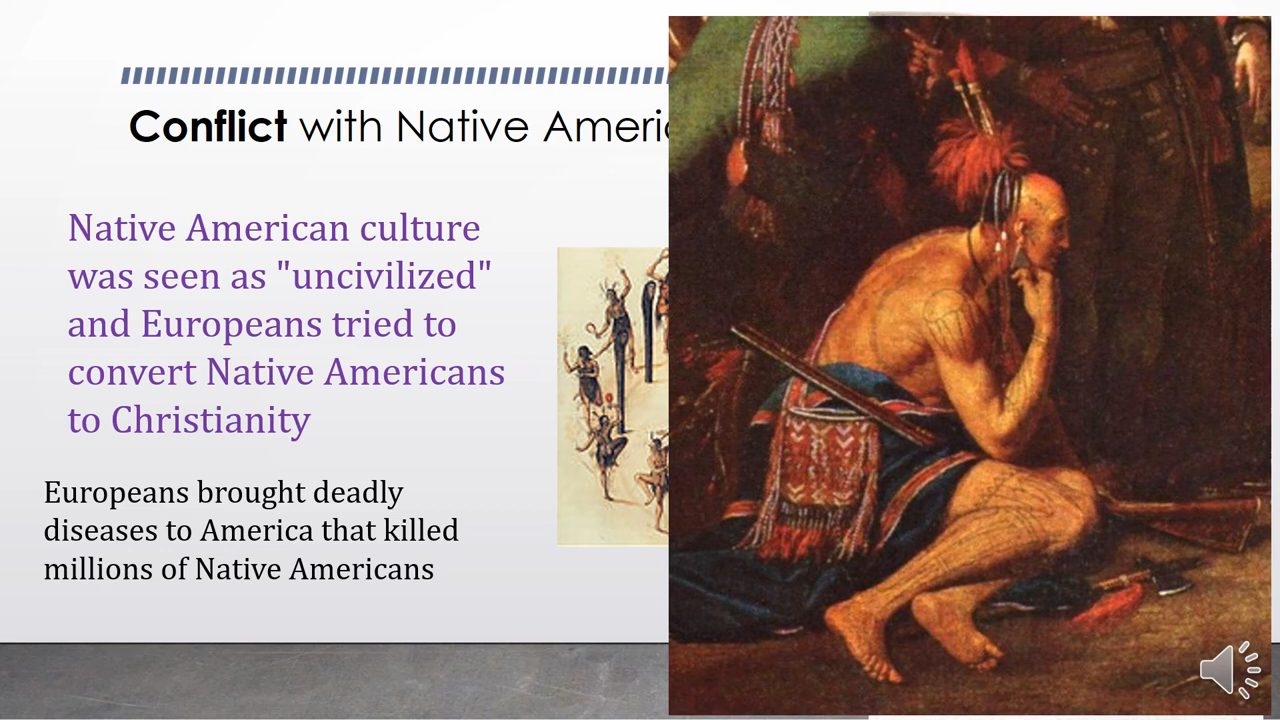 Conflict with Native Americ
Native American culture
was seen as "uncivilized"
and Europeans tried to
convert Native Americans
to Christianity
Europeans brought deadly
diseases to America that killed
millions of Native Americans